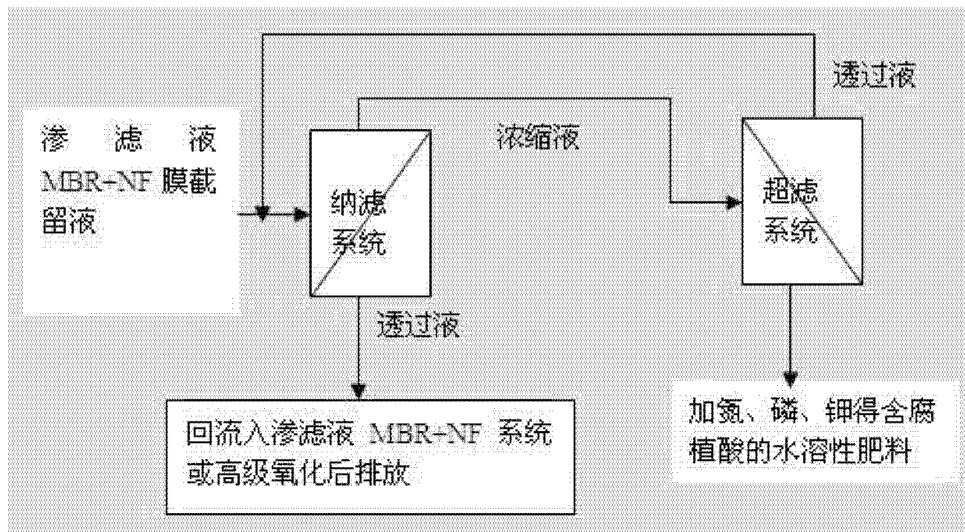 渗滤液
MBR+NF 膜截
留液
纳滤
系统
透过液
浓缩液
超滤
系统
透过液
回流入渗滤液 MBR+NF 系统
或高级氧化后排放
加氮、磷、钾得含腐
植酸的水溶性肥料